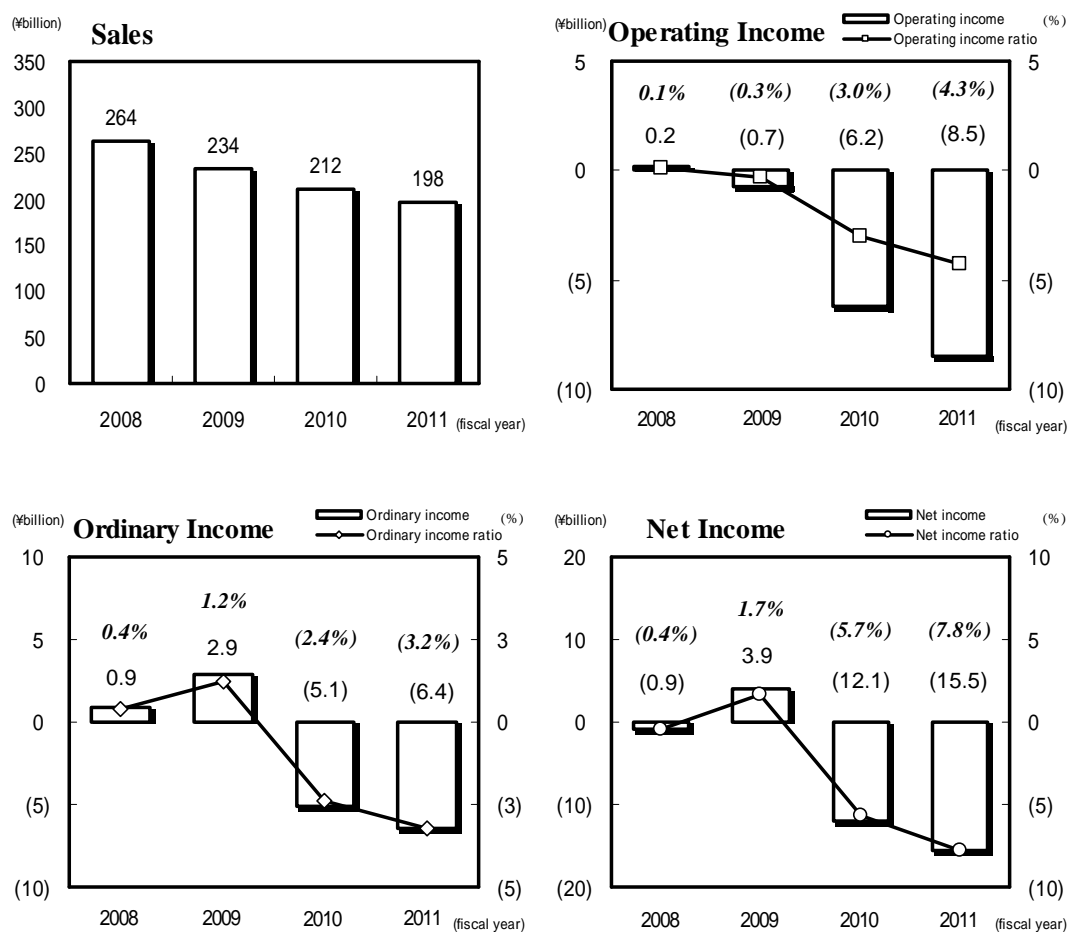 (¥billion) Sales
350
300
250
200
150
100
50
0
264
234
212
198
2008 2009 2010 2011 (fiscal year)
(¥billion) Operating Income (%)
Operating income
Operating income ratio
5 5
0.1% (0.3%) (3.0%) (4.3%)
0.2 (0.7) (6.2) (8.5)
0 0
(5) (5)
(10) (10)
2008 2009 2010 2011 (fiscal year)
(¥billion) Ordinary Income (%)
Ordinary income
Ordinary income ratio
10 5
1.2%
0.4% (2.4%) (3.2%)
5 3
2.9
0.9 (5.1) (6.4)
0 0
(5) (3)
(10) (5)
2008 2009 2010 2011 (fiscal year)
(¥billion) Net Income (%)
Net income
Net income ratio
20 10
1.7%
(0.4%) (5.7%) (7.8%)
10 5
3.9
(0.9) (12.1) (15.5)
0 0
(10) (5)
(20) (10)
2008 2009 2010 2011 (fiscal year)